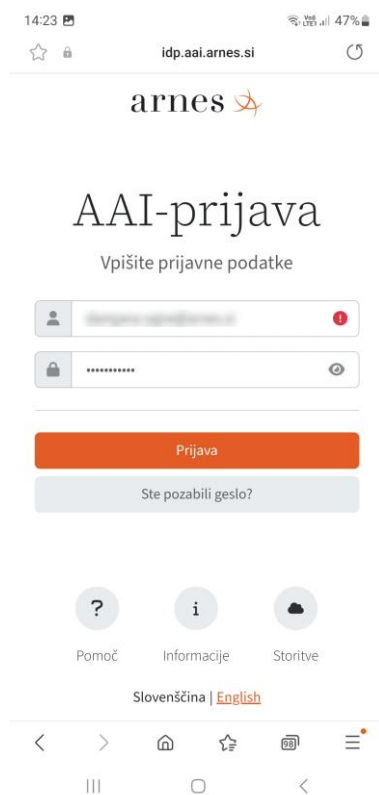 14:23 47%
idp.aai.arnes.si
arnes
AAI-prijava
Vpišite prijavne podatke
•••••••••••
Prijava
Ste pozabili geslo?
? i
Pomoč Informacije Storitve
Slovenščina | English
98